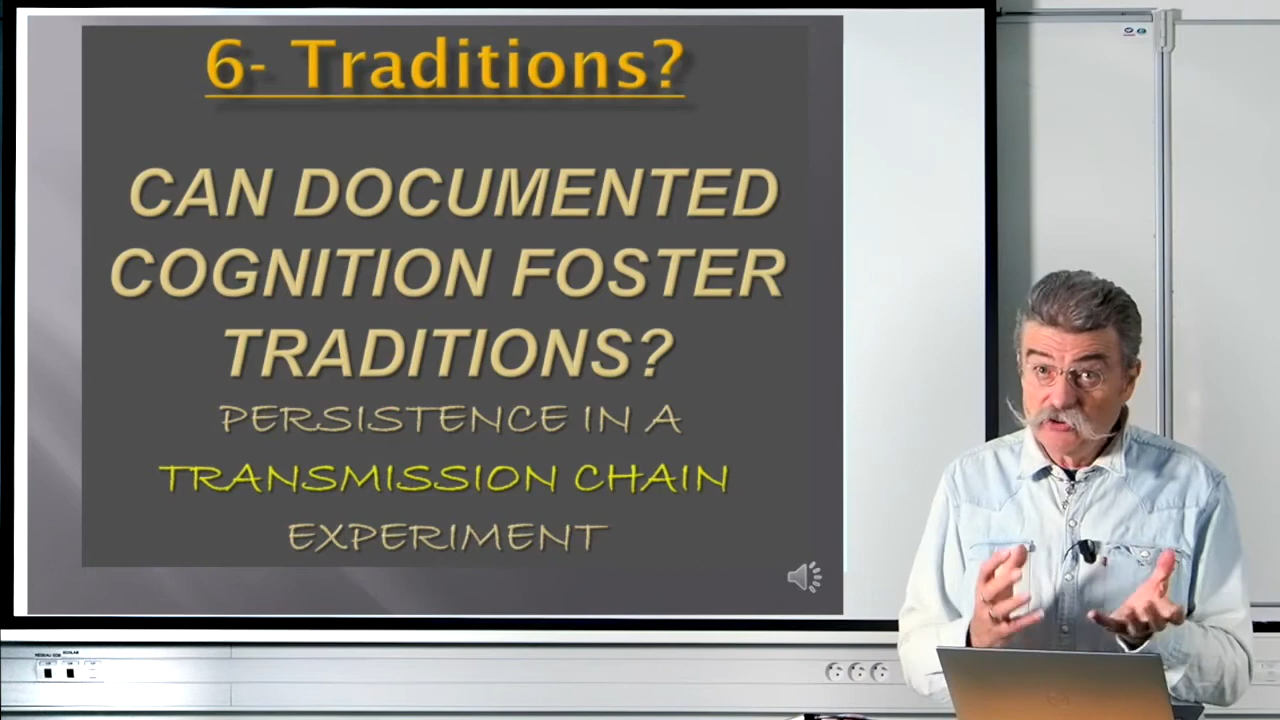 6- Traditions?
CAN DOCUMENTED
COGNITION FOSTER
TRADITIONS?
PERSISTENCE IN A
TRANSMISSION CHAIN
EXPERIMENT